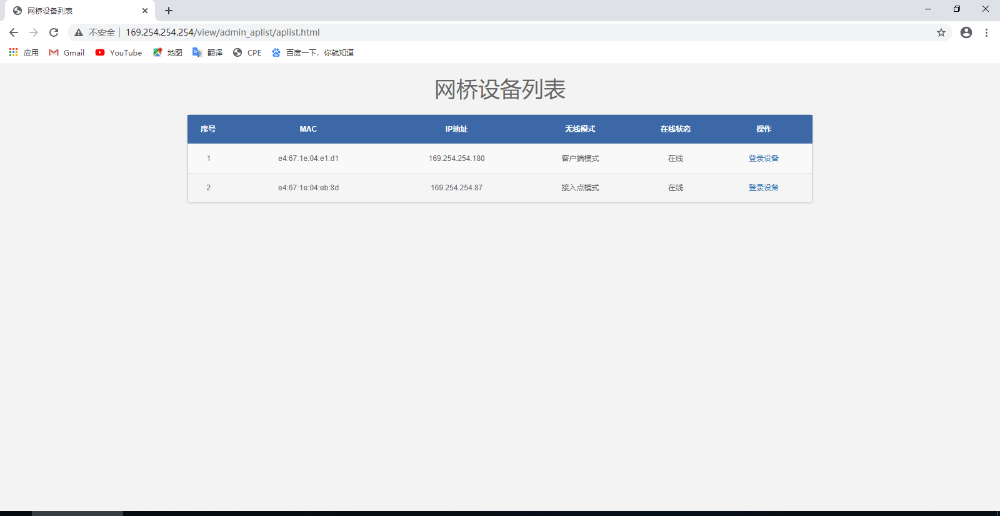 网桥设备列表
不安全 169.254.254.254/view/admin_aplist/aplist.html
应用 Gmail YouTube 地图 翻译 CPE 百度一下，你就知道
网桥设备列表
序号 MAC IP地址 无线模式 在线状态 操作
1 e4:67:1e:04:e1:d1 169.254.254.180 客户端模式 在线 登录设备
2 e4:67:1e:04:eb:8d 169.254.254.87 接入点模式 在线 登录设备